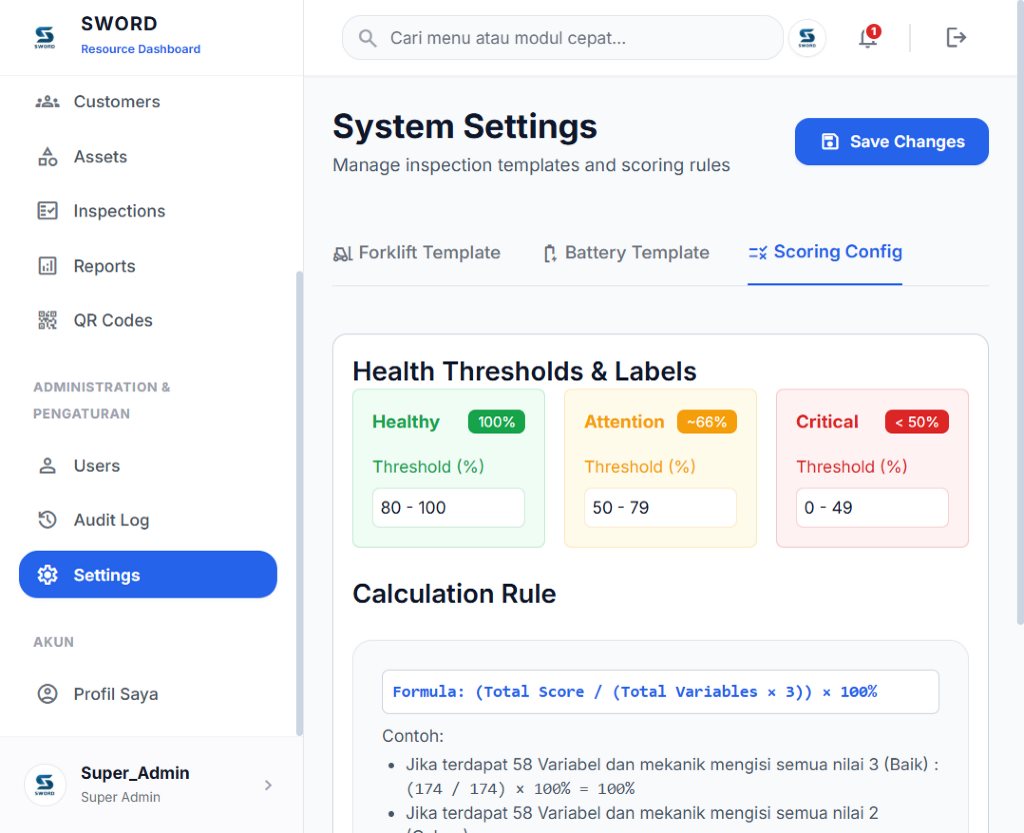 SWORD
SWORD
Resource Dashboard
Cari menu atau modul cepat...
SWORD
1
Customers
Assets
Inspections
Reports
QR Codes
ADMINISTRATION &
PENGATURAN
Users
Audit Log
Settings
AKUN
Profil Saya
SWORD
Super_Admin
Super Admin
System Settings
Manage inspection templates and scoring rules
Save Changes
Forklift Template
Battery Template
Scoring Config
Health Thresholds & Labels
Healthy 100%
Threshold (%)
80 - 100
Attention ~66%
Threshold (%)
50 - 79
Critical < 50%
Threshold (%)
0 - 49
Calculation Rule
Formula: (Total Score / (Total Variables × 3)) × 100%
Contoh:
• Jika terdapat 58 Variabel dan mekanik mengisi semua nilai 3 (Baik) :
(174 / 174) × 100% = 100%
• Jika terdapat 58 Variabel dan mekanik mengisi semua nilai 2